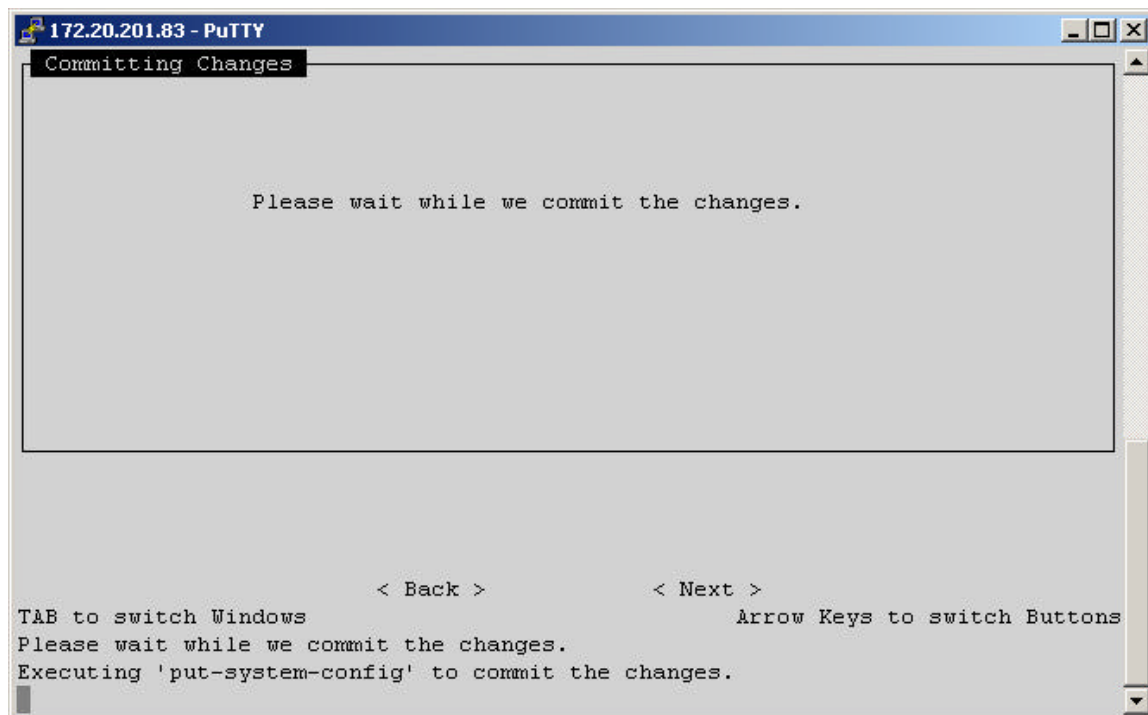 172.20.201.83 - PuTTY
Committing Changes
Please wait while we commit the changes.
< Back > < Next >
TAB to switch Windows Arrow Keys to switch Buttons
Please wait while we commit the changes.
Executing 'put-system-config' to commit the changes.